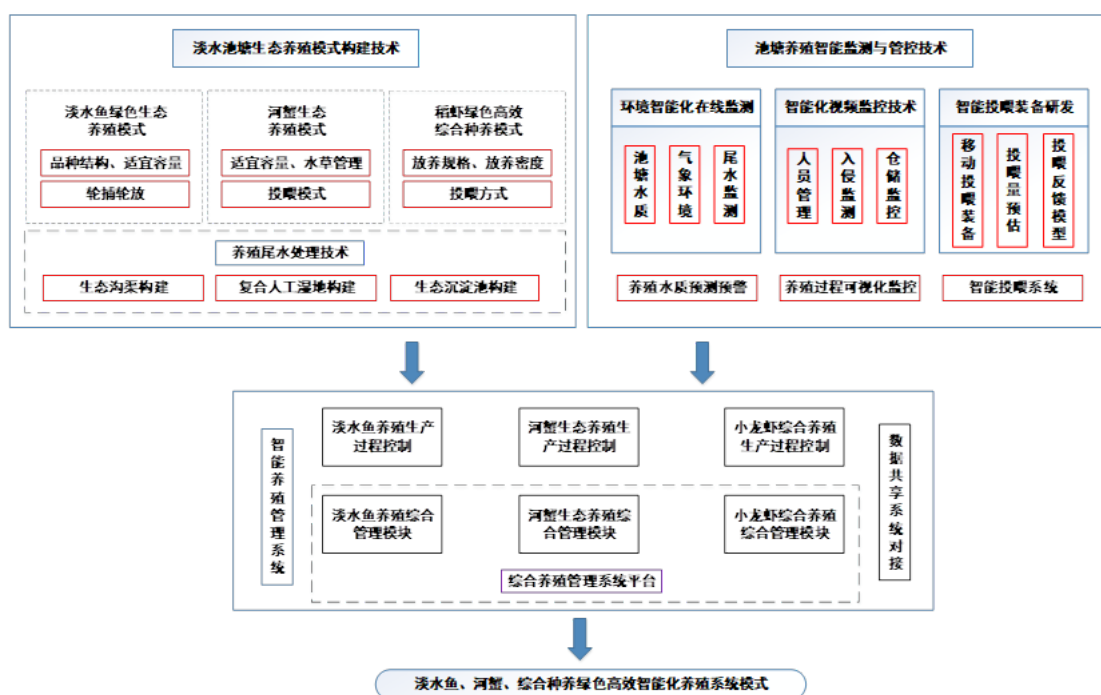 淡水池塘生态养殖模式构建技术
淡水鱼绿色生态
养殖模式
品种结构、适宜容量
轮捕轮放
河蟹生态
养殖模式
适宜容量、水草管理
投喂模式
稻虾绿色高效
综合种养模式
放养规格、放养密度
投喂方式
养殖尾水处理技术
生态沟渠构建
复合人工湿地构建
生态沉淀池构建
池塘养殖智能监测与管控技术
环境智能化在线监测
池塘水质
气象环境
尾水监测
养殖水质预测预警
智能化视频监控技术
人员管理
入侵监测
仓储监控
养殖过程可视化监控
智能投喂装备研发
移动投喂装备
投喂量预估
投喂反馈模型
智能投喂系统
智能养殖管理系统
淡水鱼养殖生产
过程控制
河蟹生态养殖生
产过程控制
小龙虾综合养殖
生产过程控制
淡水鱼养殖综合
管理模块
河蟹生态养殖综
合管理模块
小龙虾综合养殖
综合管理模块
综合养殖管理系统平台
数据共享系统对接
淡水鱼、河蟹、综合种养绿色高效智能化养殖系统模式